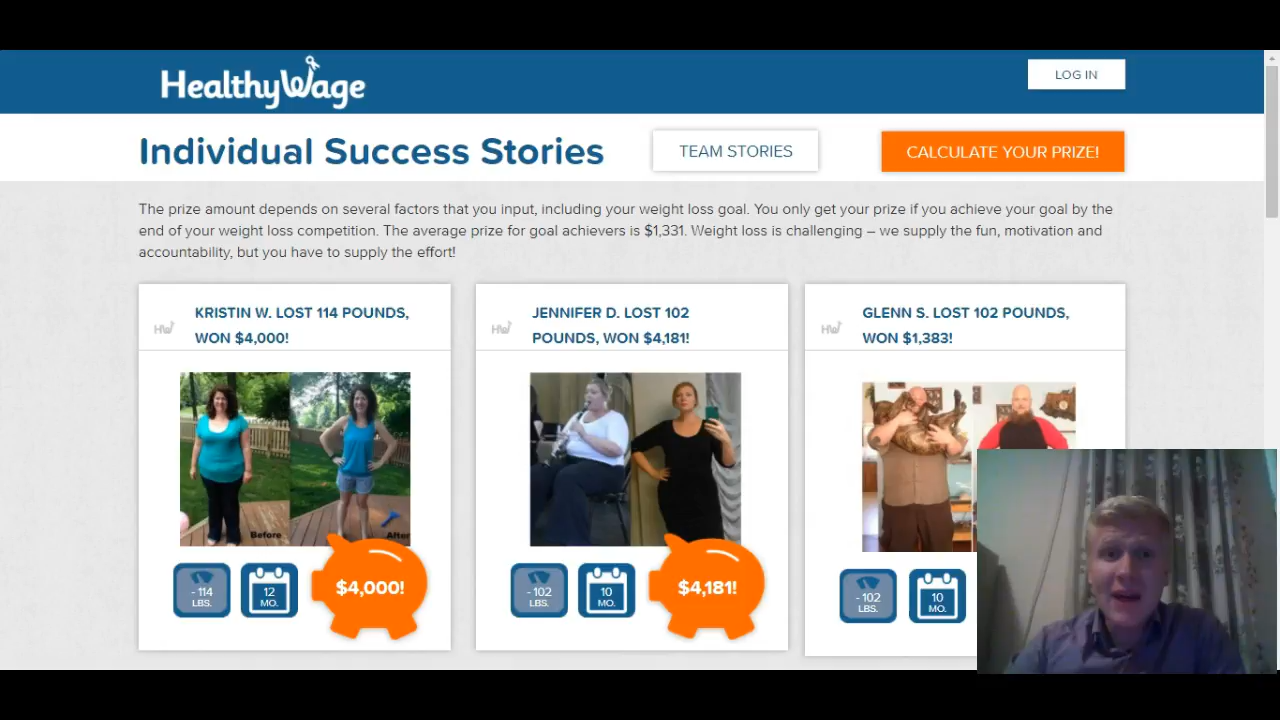 HealthyWage
LOG IN
Individual Success Stories
TEAM STORIES
CALCULATE YOUR PRIZE!
The prize amount depends on several factors that you input, including your weight loss goal. You only get your prize if you achieve your goal by the
end of your weight loss competition. The average prize for goal achievers is $1,331. Weight loss is challenging – we supply the fun, motivation and
accountability, but you have to supply the effort!
HW
KRISTIN W. LOST 114 POUNDS,
WON $4,000!
Before
After
- 114
LBS.
12
MO.
$4,000!
HW
JENNIFER D. LOST 102
POUNDS, WON $4,181!
- 102
LBS.
10
MO.
$4,181!
HW
GLENN S. LOST 102 POUNDS,
WON $1,383!
- 102
LBS.
10
MO.